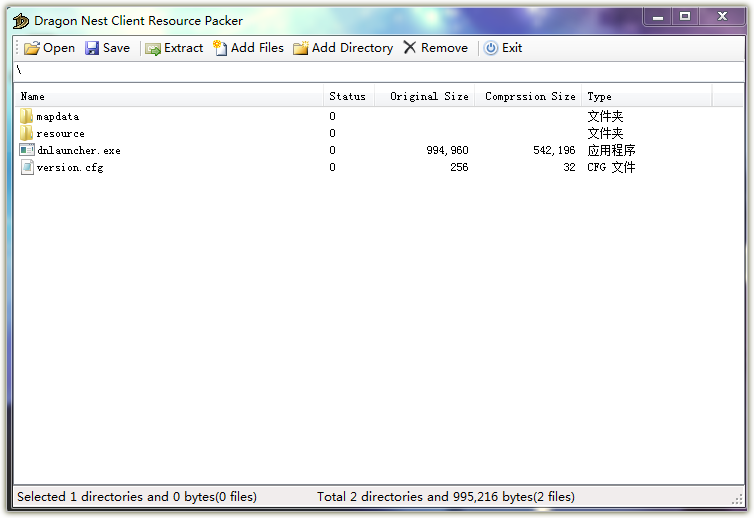 Dragon Nest Client Resource Packer
Open Save Extract Add Files Add Directory Remove Exit
\
Name Status Original Size Comprssion Size Type
mapdata 0 文件夹
resource 0 文件夹
dnlauncher.exe 0 994,960 542,196 应用程序
version.cfg 0 256 32 CFG 文件
Selected 1 directories and 0 bytes(0 files) Total 2 directories and 995,216 bytes(2 files)